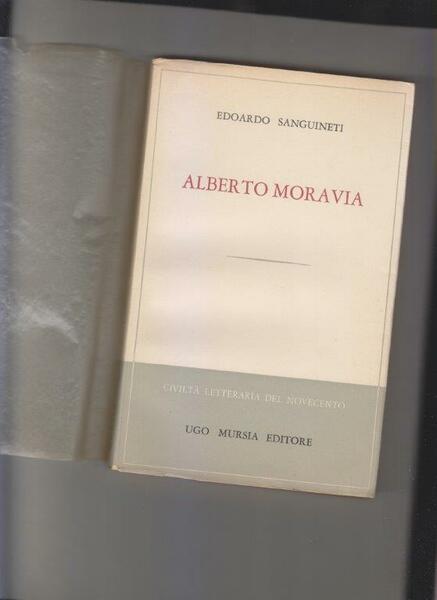 EDOARDO SANGUINETI
ALBERTO MORAVIA
CIVILTÀ LETTERARIA DEL NOVECENTO
UGO MURSIA EDITORE